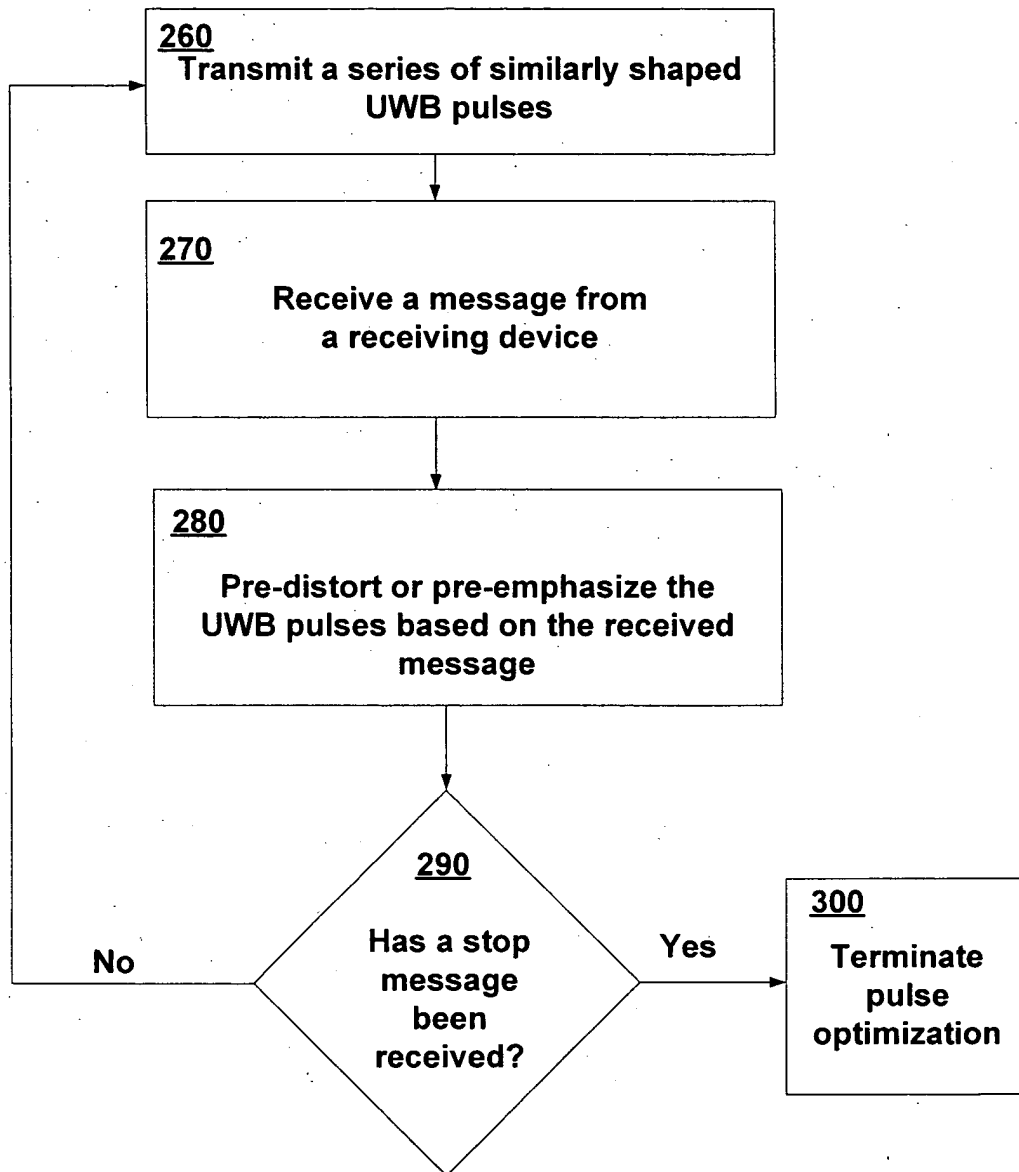 260
Transmit a series of similarly shaped
UWB pulses
270
Receive a message from
a receiving device
280
Pre-distort or pre-emphasize the
UWB pulses based on the received
message
290
Has a stop
message
been
received?
No
Yes
300
Terminate
pulse
optimization